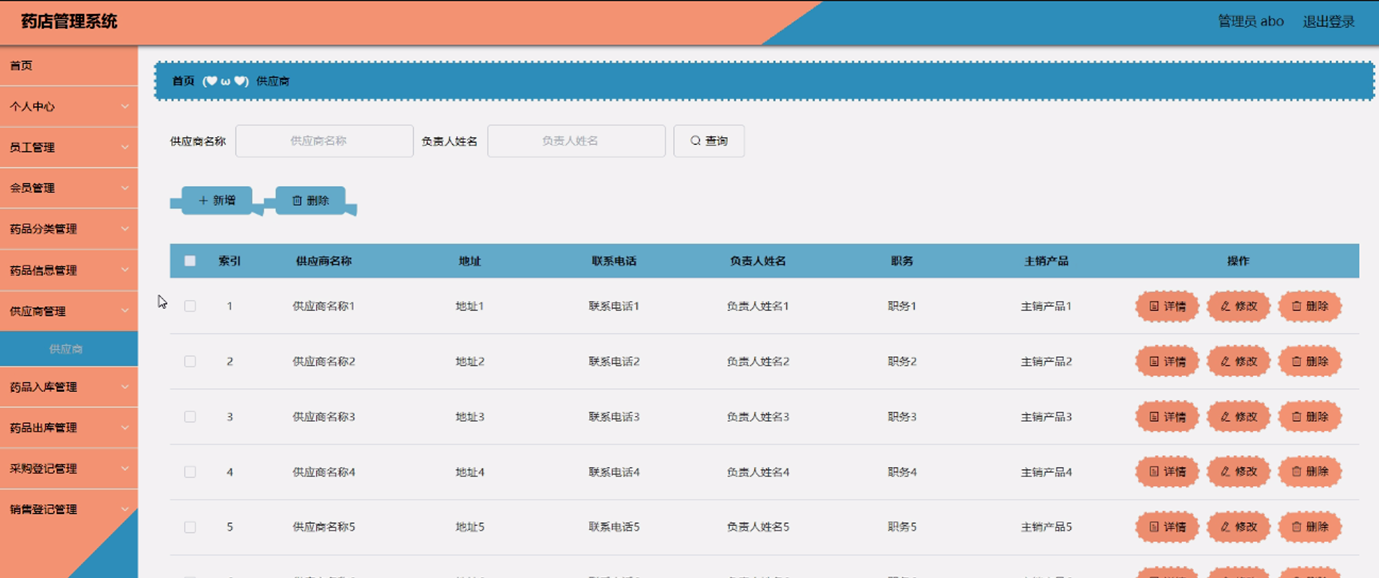 药店管理系统
管理员 abo 退出登录
首页
个人中心
员工管理
会员管理
药品分类管理
药品信息管理
供应商管理
供应商
药品入库管理
药品出库管理
采购登记管理
销售登记管理
首页 (♥ω♥) 供应商
供应商名称 供应商名称 负责人姓名 负责人姓名 查询
新增 删除
索引 供应商名称 地址 联系电话 负责人姓名 职务 主销产品 操作
1 供应商名称1 地址1 联系电话1 负责人姓名1 职务1 主销产品1 详情 修改 删除
2 供应商名称2 地址2 联系电话2 负责人姓名2 职务2 主销产品2 详情 修改 删除
3 供应商名称3 地址3 联系电话3 负责人姓名3 职务3 主销产品3 详情 修改 删除
4 供应商名称4 地址4 联系电话4 负责人姓名4 职务4 主销产品4 详情 修改 删除
5 供应商名称5 地址5 联系电话5 负责人姓名5 职务5 主销产品5 详情 修改 删除